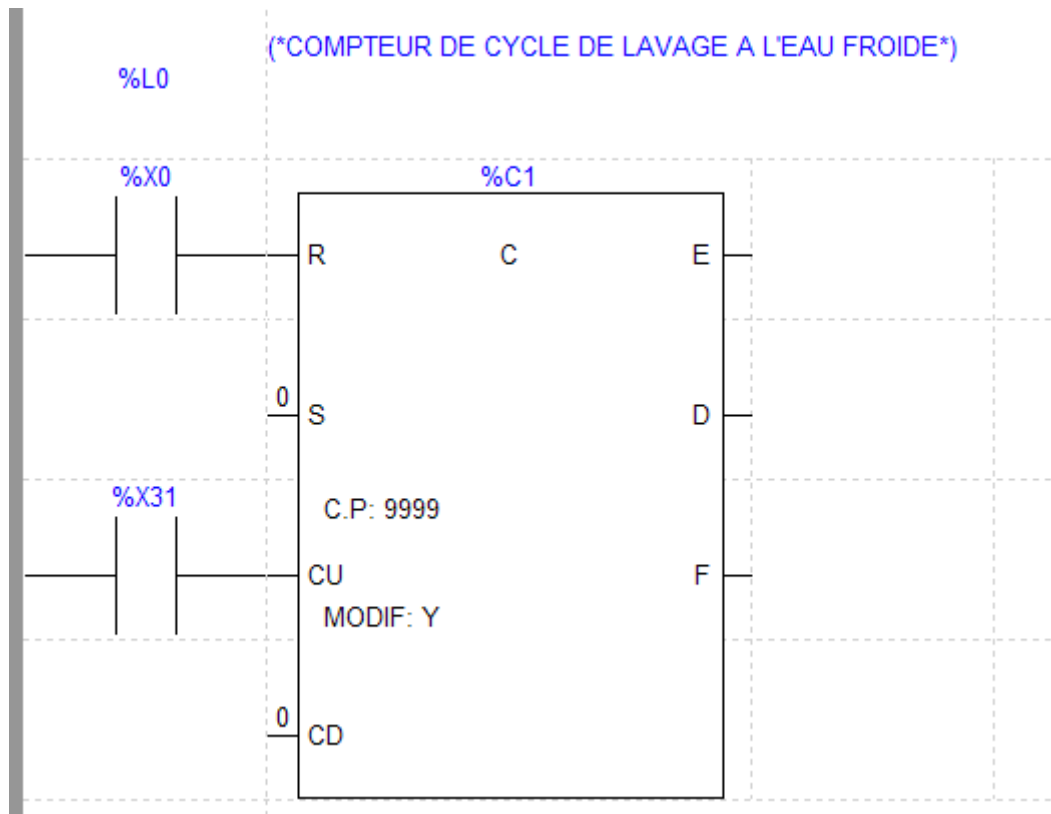 (*COMPTEUR DE CYCLE DE LAVAGE A L'EAU FROIDE*)
%L0
%X0
%C1
R
C
E
0
S
D
%X31
C.P: 9999
CU
F
MODIF: Y
0
CD